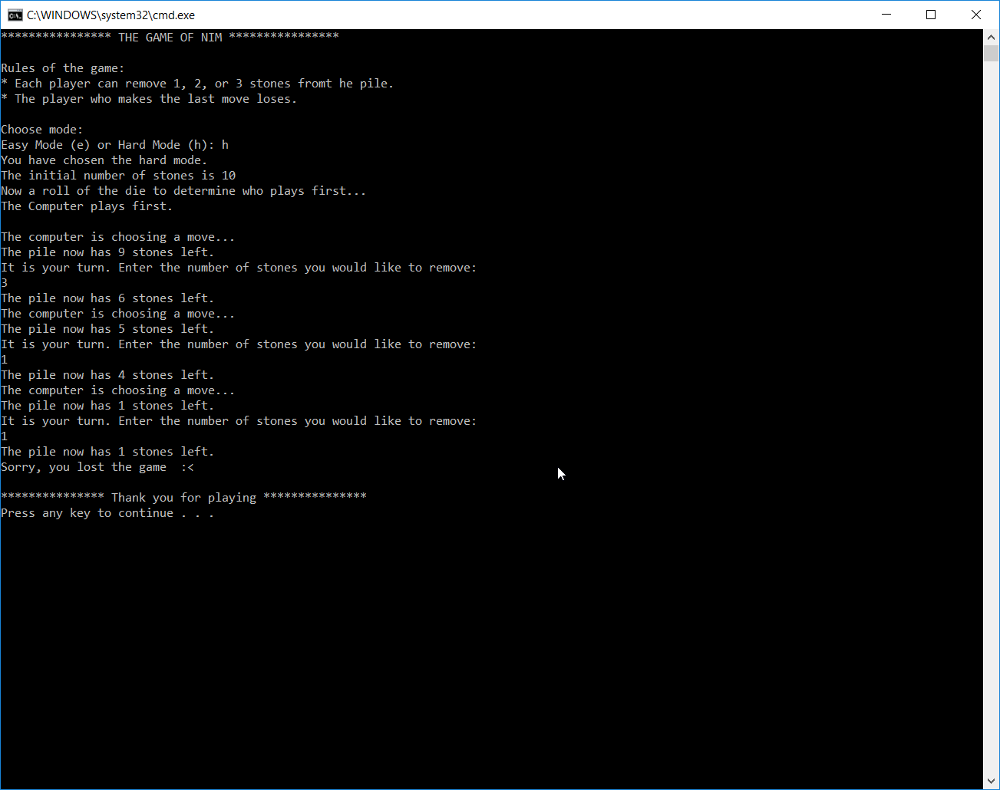 C:\WINDOWS\system32\cmd.exe
**************** THE GAME OF NIM ****************
Rules of the game:
* Each player can remove 1, 2, or 3 stones fromt he pile.
* The player who makes the last move loses.
Choose mode:
Easy Mode (e) or Hard Mode (h): h
You have chosen the hard mode.
The initial number of stones is 10
Now a roll of the die to determine who plays first...
The Computer plays first.
The computer is choosing a move...
The pile now has 9 stones left.
It is your turn. Enter the number of stones you would like to remove:
3
The pile now has 6 stones left.
The computer is choosing a move...
The pile now has 5 stones left.
It is your turn. Enter the number of stones you would like to remove:
1
The pile now has 4 stones left.
The computer is choosing a move...
The pile now has 1 stones left.
It is your turn. Enter the number of stones you would like to remove:
1
The pile now has 1 stones left.
Sorry, you lost the game  :<
*************** Thank you for playing ***************
Press any key to continue . . .